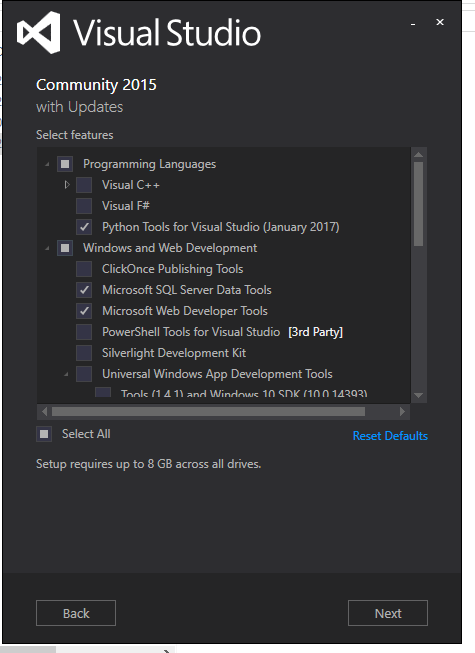 Visual Studio
Community 2015
with Updates
Select features
Programming Languages
Visual C++
Visual F#
Python Tools for Visual Studio (January 2017)
Windows and Web Development
ClickOnce Publishing Tools
Microsoft SQL Server Data Tools
Microsoft Web Developer Tools
PowerShell Tools for Visual Studio [3rd Party]
Silverlight Development Kit
Universal Windows App Development Tools
Tools (1.4.1) and Windows 10 SDK (10.0.14393)
Select All Reset Defaults
Setup requires up to 8 GB across all drives.
Back Next